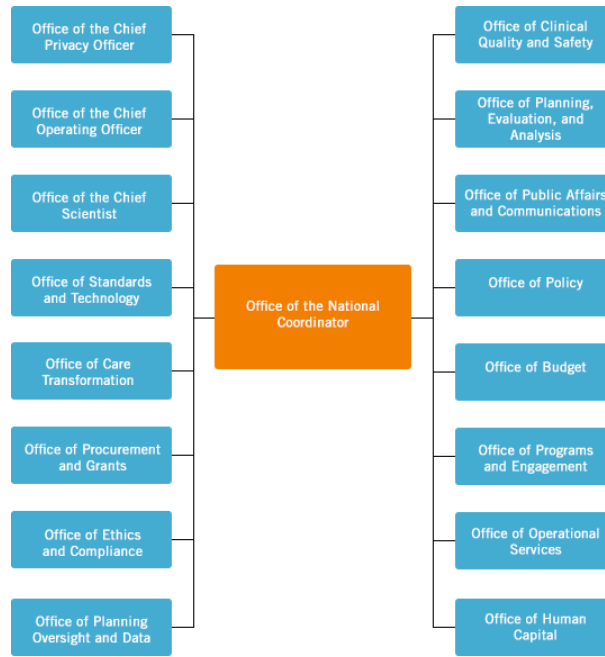 Office of the Chief
Privacy Officer
Office of the Chief
Operating Officer
Office of the Chief
Scientist
Office of Standards
and Technology
Office of Care
Transformation
Office of Procurement
and Grants
Office of Ethics
and Compliance
Office of Planning
Oversight and Data
Office of the National
Coordinator
Office of Clinical
Quality and Safety
Office of Planning,
Evaluation, and
Analysis
Office of Public Affairs
and Communications
Office of Policy
Office of Budget
Office of Programs
and Engagement
Office of Operational
Services
Office of Human
Capital